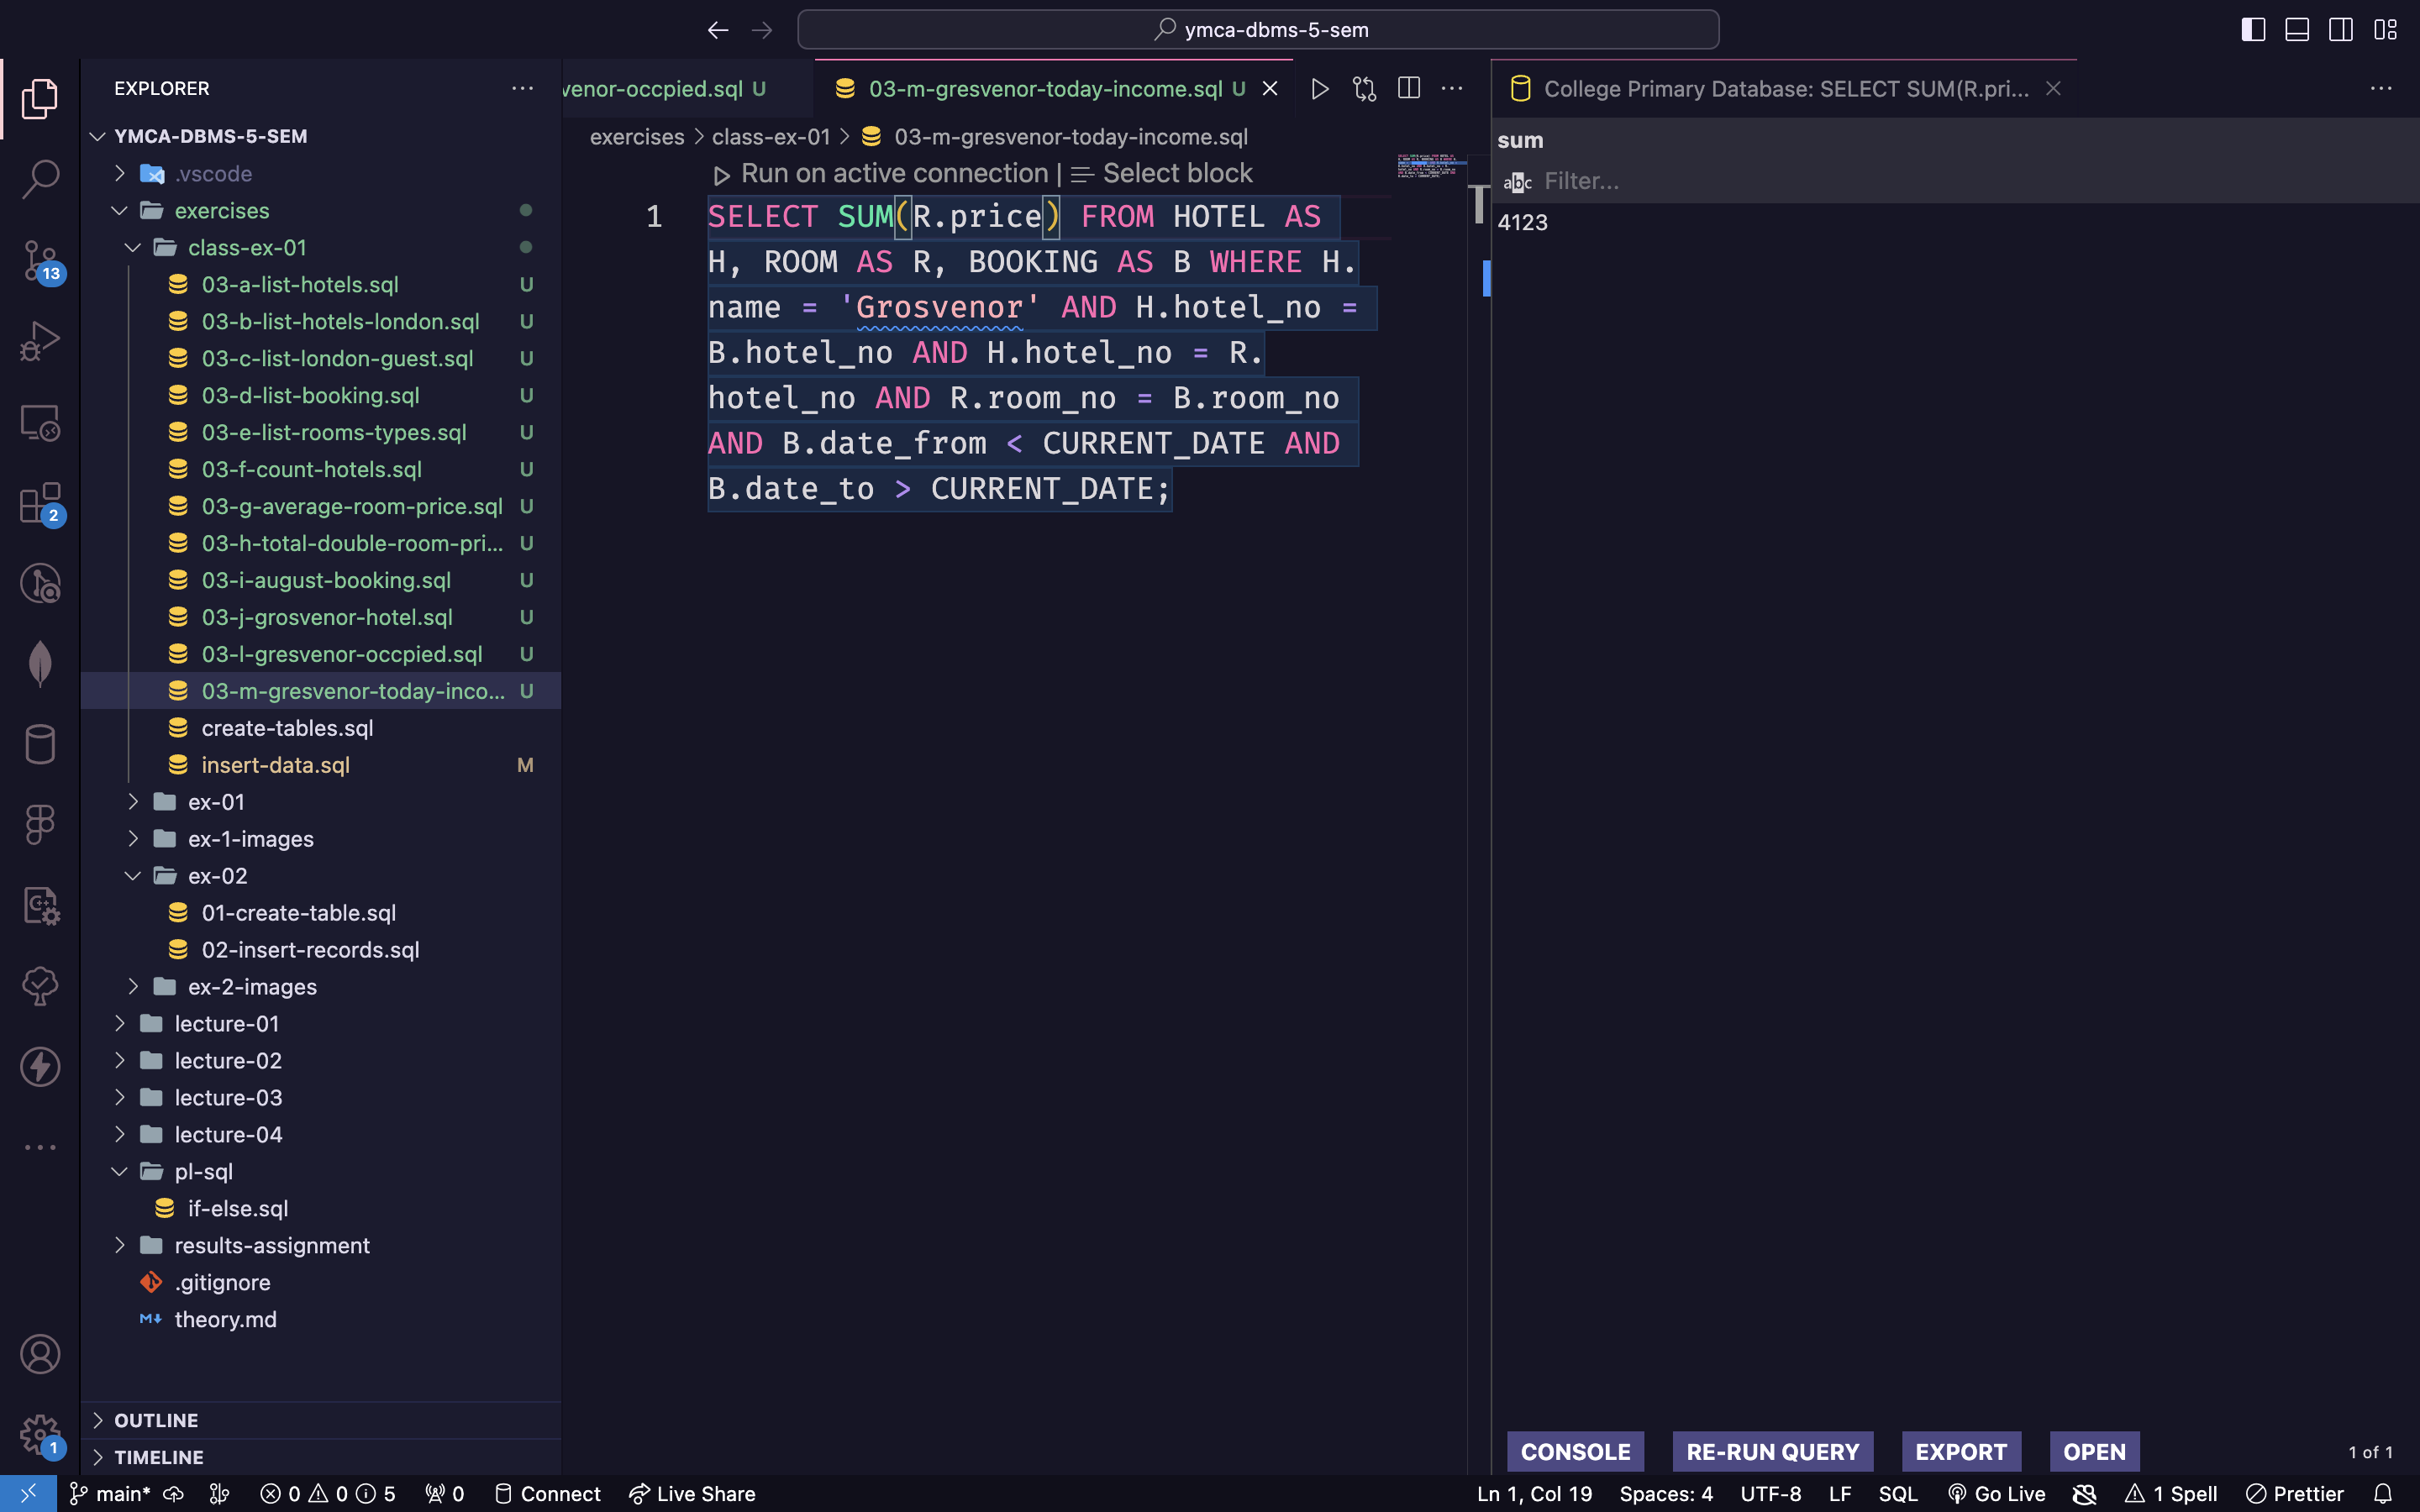 ymca-dbms-5-sem
EXPLORER
YMCA-DBMS-5-SEM
.vscode
exercises
class-ex-01
03-a-list-hotels.sql U
03-b-list-hotels-london.sql U
03-c-list-london-guest.sql U
03-d-list-booking.sql U
03-e-list-rooms-types.sql U
03-f-count-hotels.sql U
03-g-average-room-price.sql U
03-h-total-double-room-pri... U
03-i-august-booking.sql U
03-j-grosvenor-hotel.sql U
03-l-gresvenor-occpied.sql U
03-m-gresvenor-today-inco... U
create-tables.sql
insert-data.sql M
ex-01
ex-1-images
ex-02
01-create-table.sql
02-insert-records.sql
ex-2-images
lecture-01
lecture-02
lecture-03
lecture-04
pl-sql
if-else.sql
results-assignment
.gitignore
theory.md
OUTLINE
TIMELINE
13
2
1
venor-occpied.sql U
03-m-gresvenor-today-income.sql U
exercises > class-ex-01 > 03-m-gresvenor-today-income.sql
Run on active connection | Select block
1
SELECT SUM(R.price) FROM HOTEL AS
H, ROOM AS R, BOOKING AS B WHERE H.
name = 'Grosvenor' AND H.hotel_no =
B.hotel_no AND H.hotel_no = R.
hotel_no AND R.room_no = B.room_no
AND B.date_from < CURRENT_DATE AND
B.date_to > CURRENT_DATE;
College Primary Database: SELECT SUM(R.pri...
sum
abc Filter...
4123
CONSOLE RE-RUN QUERY EXPORT OPEN 1 of 1
main* 0 0 5 0 Connect Live Share Ln 1, Col 19 Spaces: 4 UTF-8 LF SQL Go Live 1 Spell Prettier